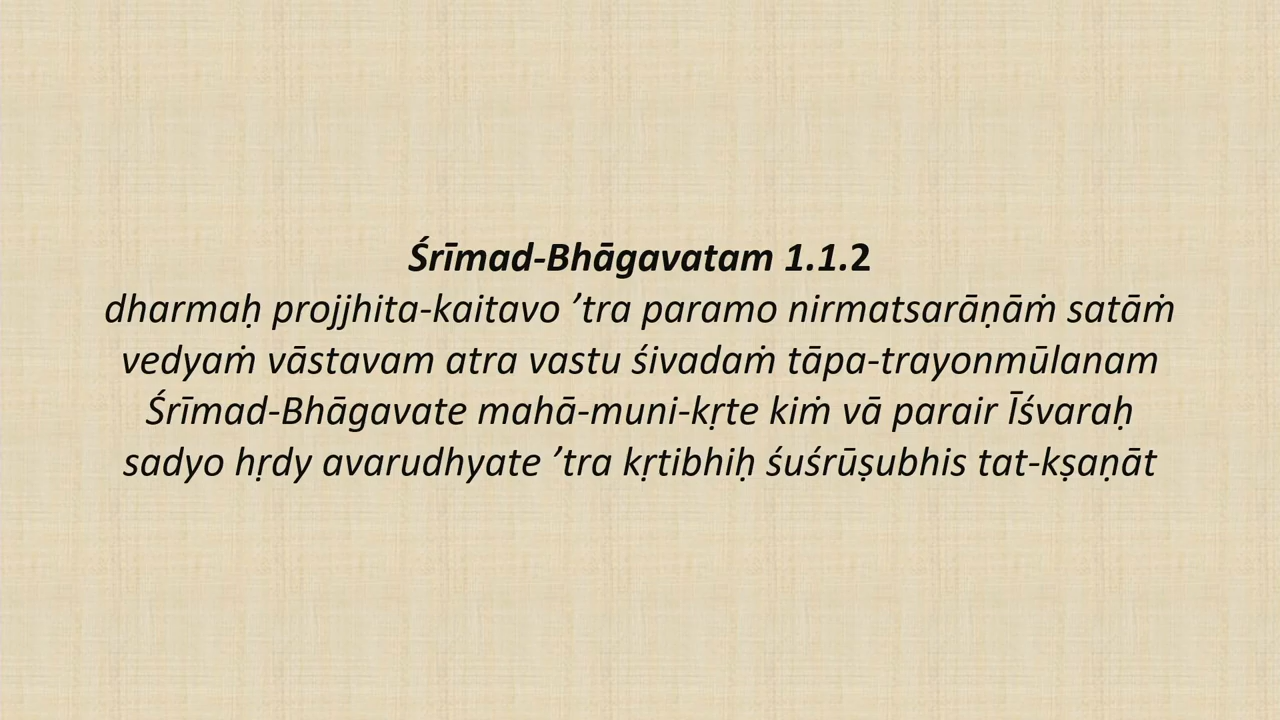 Śrīmad-Bhāgavatam 1.1.2
dharmaḥ projjhita-kaitavo ’tra paramo nirmatsarāṇāṁ satāṁ
vedyaṁ vāstavam atra vastu śivadaṁ tāpa-trayonmūlanam
Śrīmad-Bhāgavate mahā-muni-kṛte kiṁ vā parair Īśvaraḥ
sadyo hṛdy avarudhyate ’tra kṛtibhiḥ śuśrūṣubhis tat-kṣaṇāt